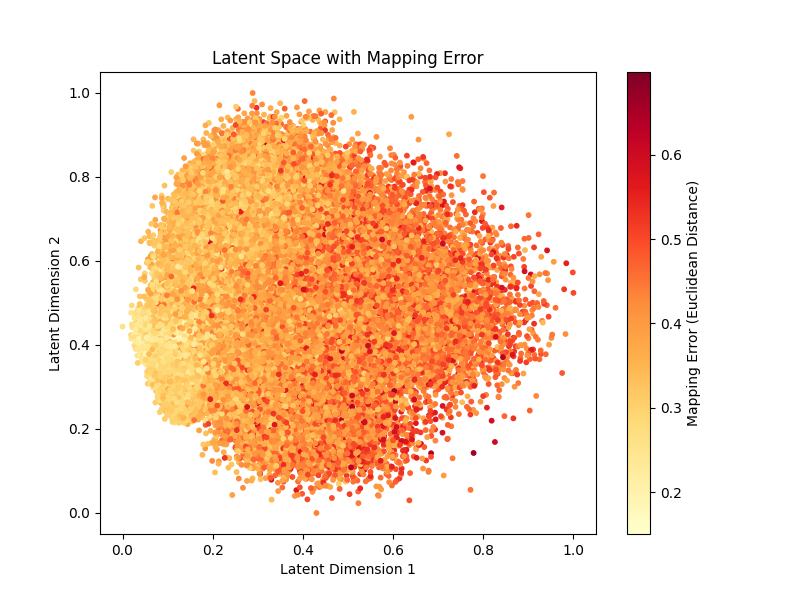 Latent Space with Mapping Error
Latent Dimension 2
1.0
0.8
0.6
0.4
0.2
0.0
0.0 0.2 0.4 0.6 0.8 1.0
Latent Dimension 1
0.6
0.5
0.4
0.3
0.2
Mapping Error (Euclidean Distance)